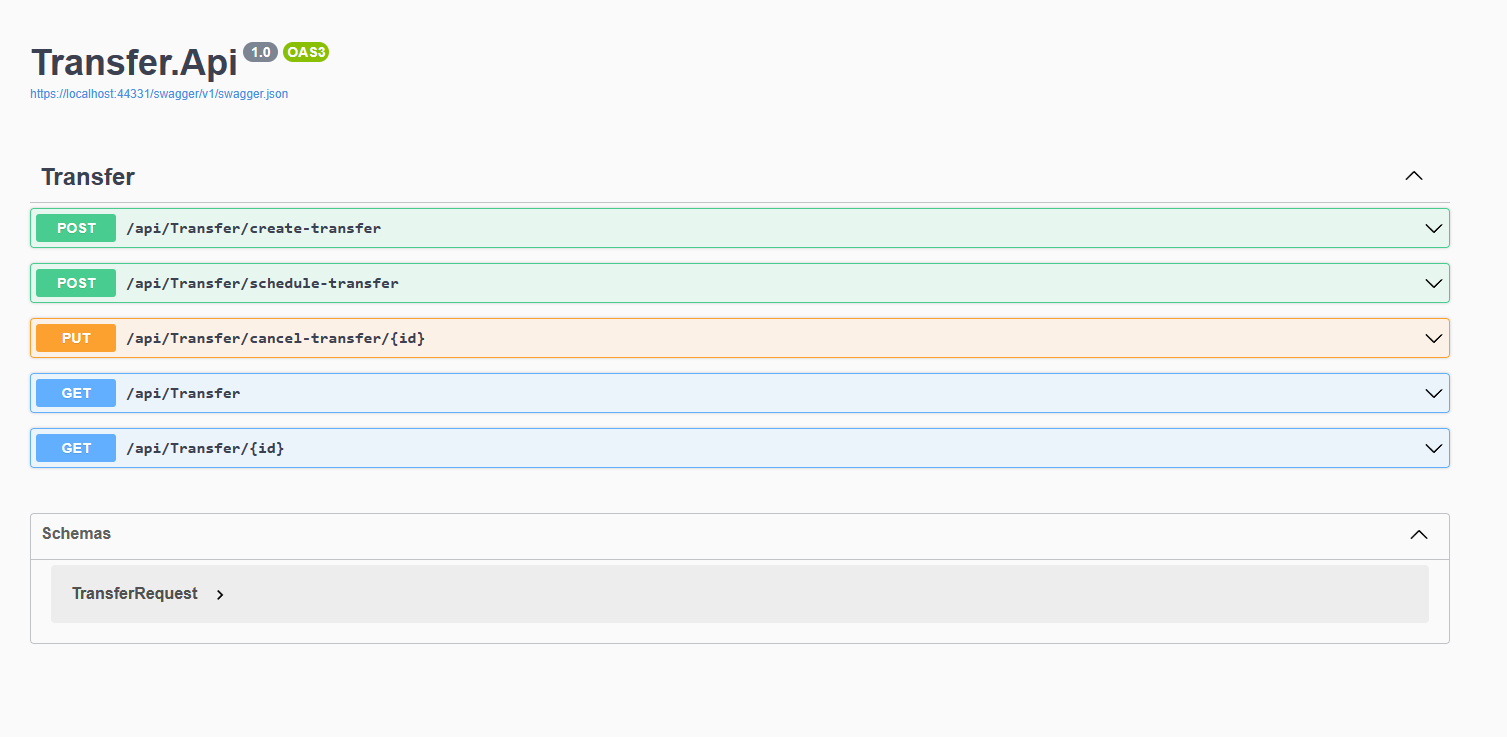 Transfer.Api 1.0 OAS3
https://localhost:44331/swagger/v1/swagger.json
Transfer
POST /api/Transfer/create-transfer
POST /api/Transfer/schedule-transfer
PUT /api/Transfer/cancel-transfer/{id}
GET /api/Transfer
GET /api/Transfer/{id}
Schemas
TransferRequest